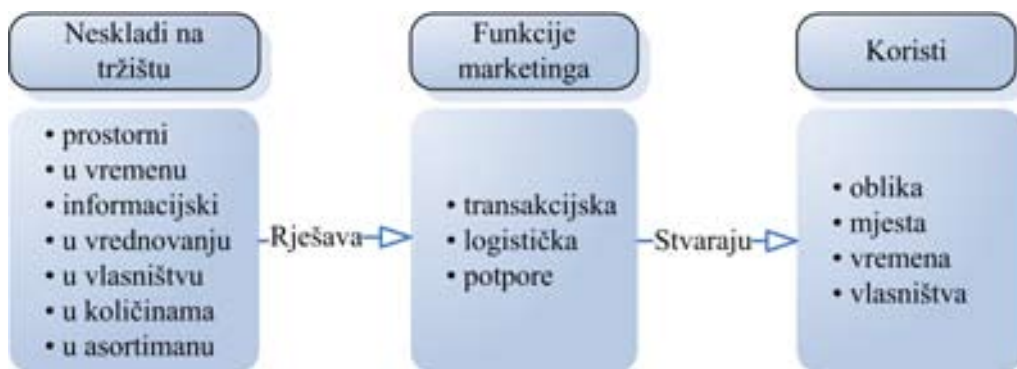 Neskladi na
tržištu
• prostorni
• u vremenu
• informacijski
• u vrednovanju
• u vlasništvu
• u količinama
• u asortimanu
Rješava
Funkcije
marketinga
• transakcijska
• logistička
• potpore
Stvaraju
Koristi
• oblika
• mjesta
• vremena
• vlasništva